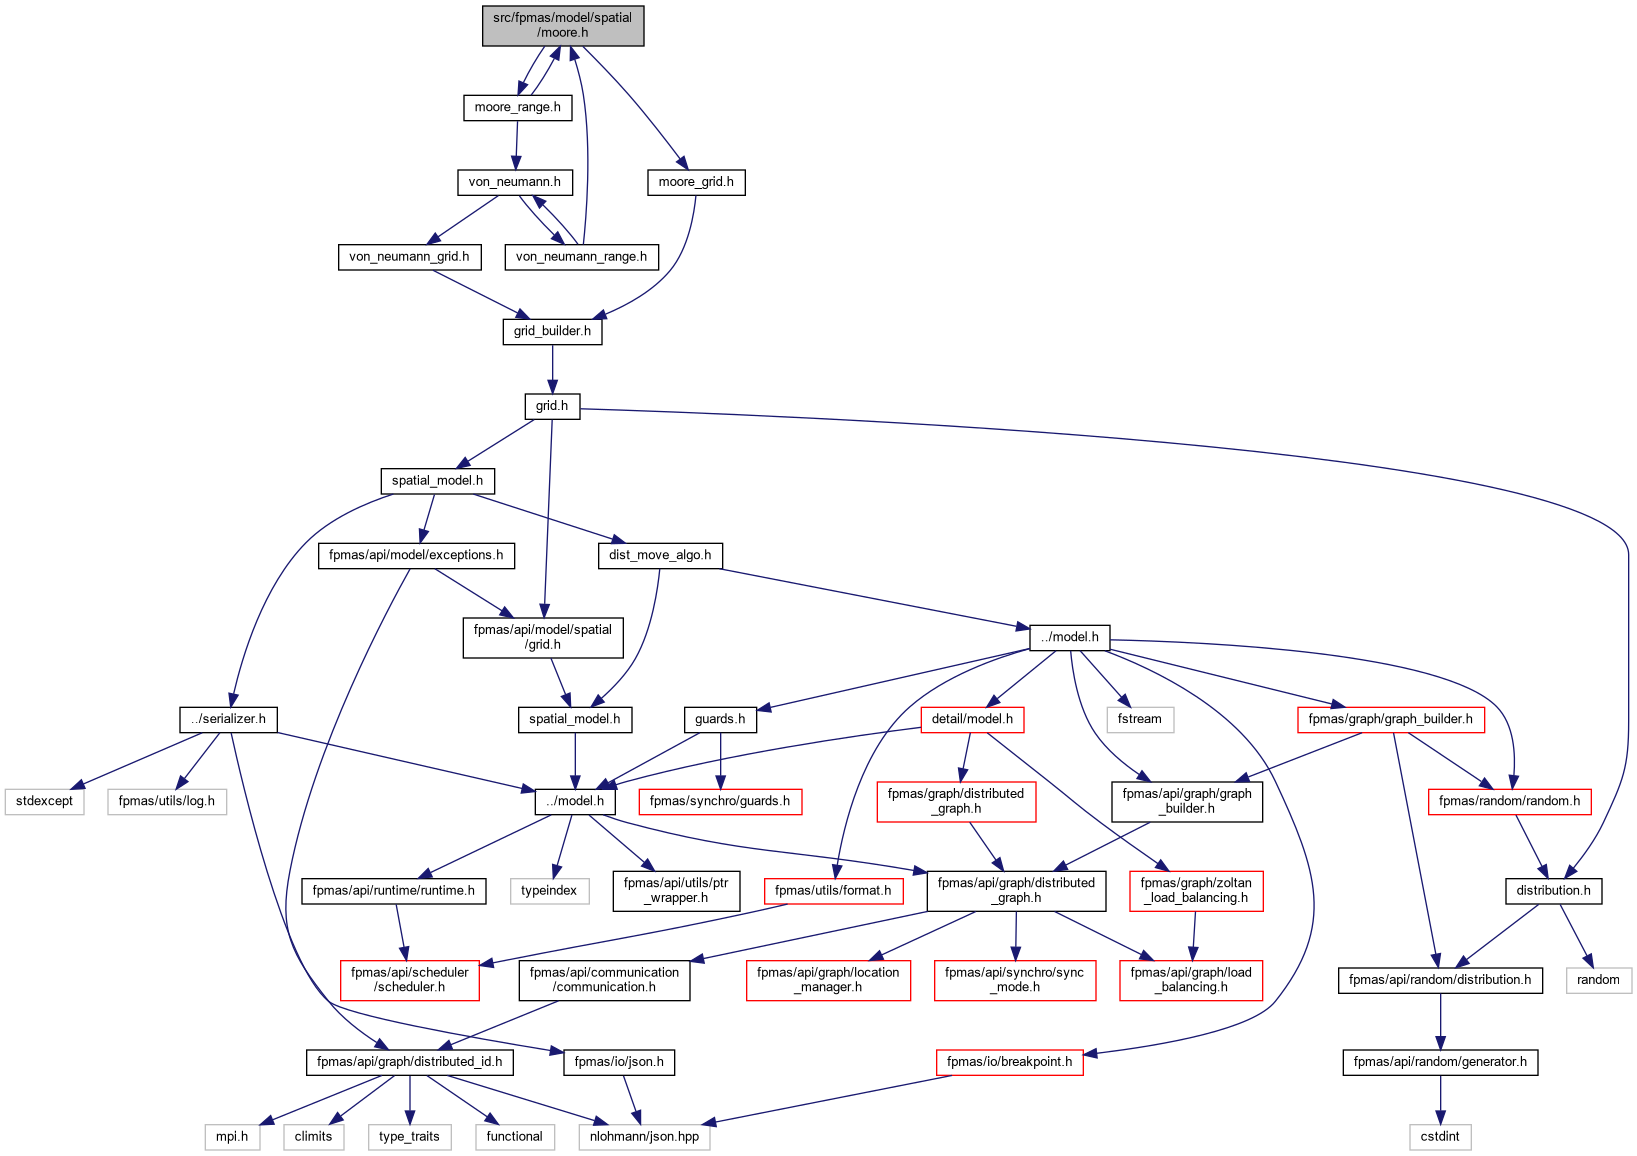 src/fpmas/model/spatial
/moore.h
moore_range.h
von_neumann.h
moore_grid.h
von_neumann_grid.h
von_neumann_range.h
grid_builder.h
grid.h
spatial_model.h
fpmas/api/model/exceptions.h
dist_move_algo.h
fpmas/api/model/spatial
/grid.h
../model.h
../serializer.h
spatial_model.h
guards.h
detail/model.h
fstream
fpmas/graph/graph_builder.h
stdexcept
fpmas/utils/log.h
../model.h
fpmas/synchro/guards.h
fpmas/graph/distributed
_graph.h
fpmas/api/graph/graph
_builder.h
fpmas/random/random.h
fpmas/api/runtime/runtime.h
typeindex
fpmas/api/utils/ptr
_wrapper.h
fpmas/utils/format.h
fpmas/api/graph/distributed
_graph.h
fpmas/graph/zoltan
_load_balancing.h
distribution.h
fpmas/api/scheduler
/scheduler.h
fpmas/api/communication
/communication.h
fpmas/api/graph/location
_manager.h
fpmas/api/synchro/sync
_mode.h
fpmas/api/graph/load
_balancing.h
fpmas/api/random/distribution.h
random
fpmas/api/graph/distributed_id.h
fpmas/io/json.h
fpmas/io/breakpoint.h
fpmas/api/random/generator.h
mpi.h
climits
type_traits
functional
nlohmann/json.hpp
cstdint